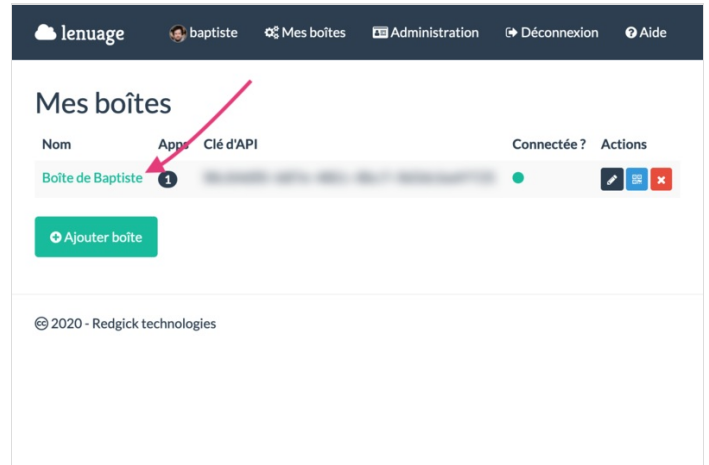 lenuage baptiste Mes boîtes Administration Déconnexion Aide
Mes boîtes
Nom Apps Clé d'API Connectée ? Actions
Boîte de Baptiste 1
Ajouter boîte
2020 - Redgick technologies